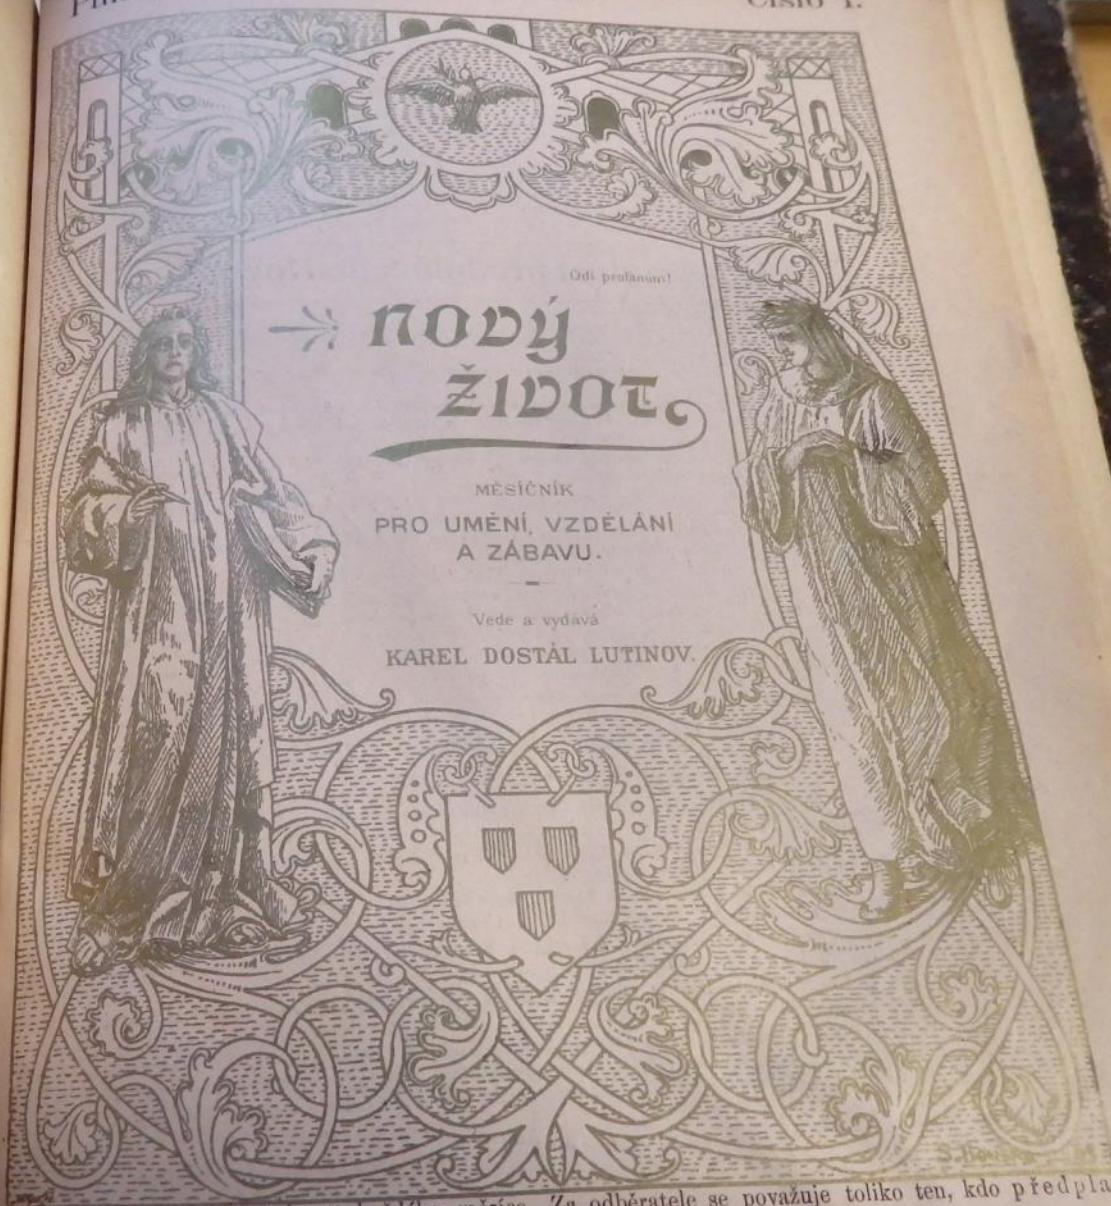 Číslo 1.
Odi profanum!
NOVÝ
ŽIVOT
MĚSÍČNÍK
PRO UMĚNÍ, VZDĚLÁNÍ
A ZÁBAVU.
Vede a vydává
KAREL DOSTÁL LUTINOV.
Za odběratele se považuje toliko ten, kdo předpla